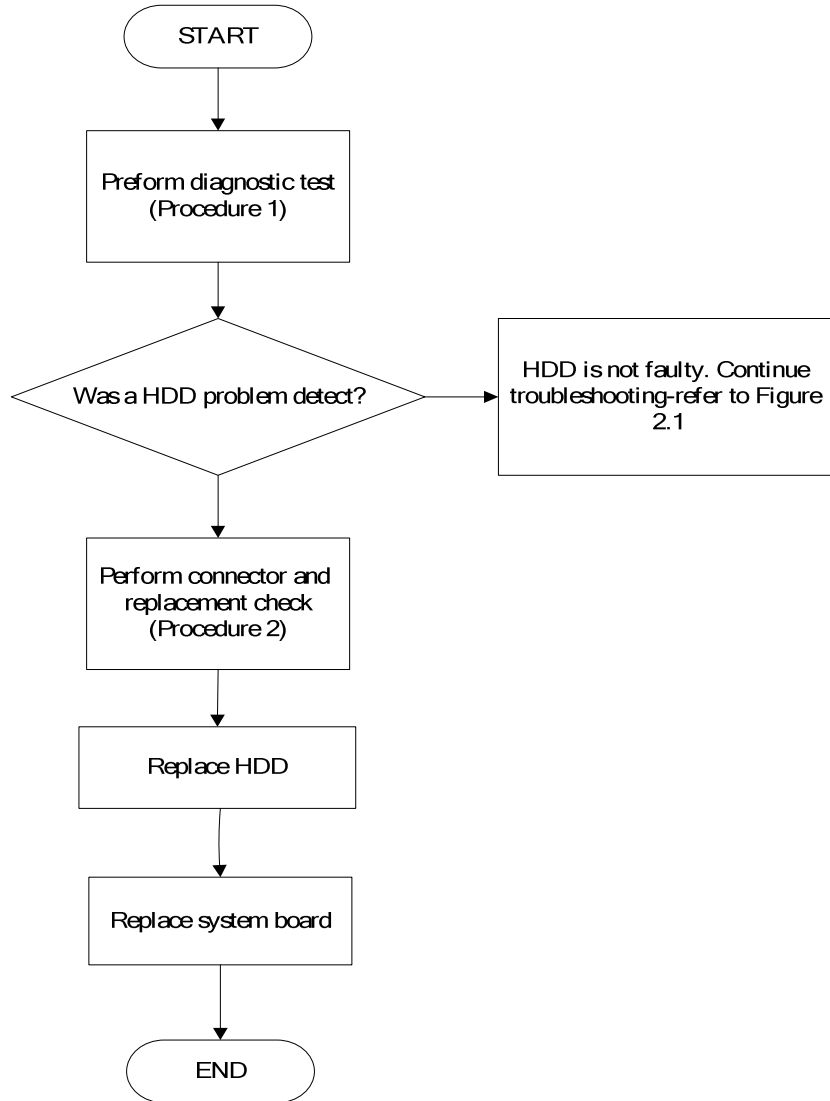 START
Preform diagnostic test
(Procedure 1)
Was a HDD problem detect?
HDD is not faulty. Continue
troubleshooting-refer to Figure
2.1
Perform connector and
replacement check
(Procedure 2)
Replace HDD
Replace system board
END